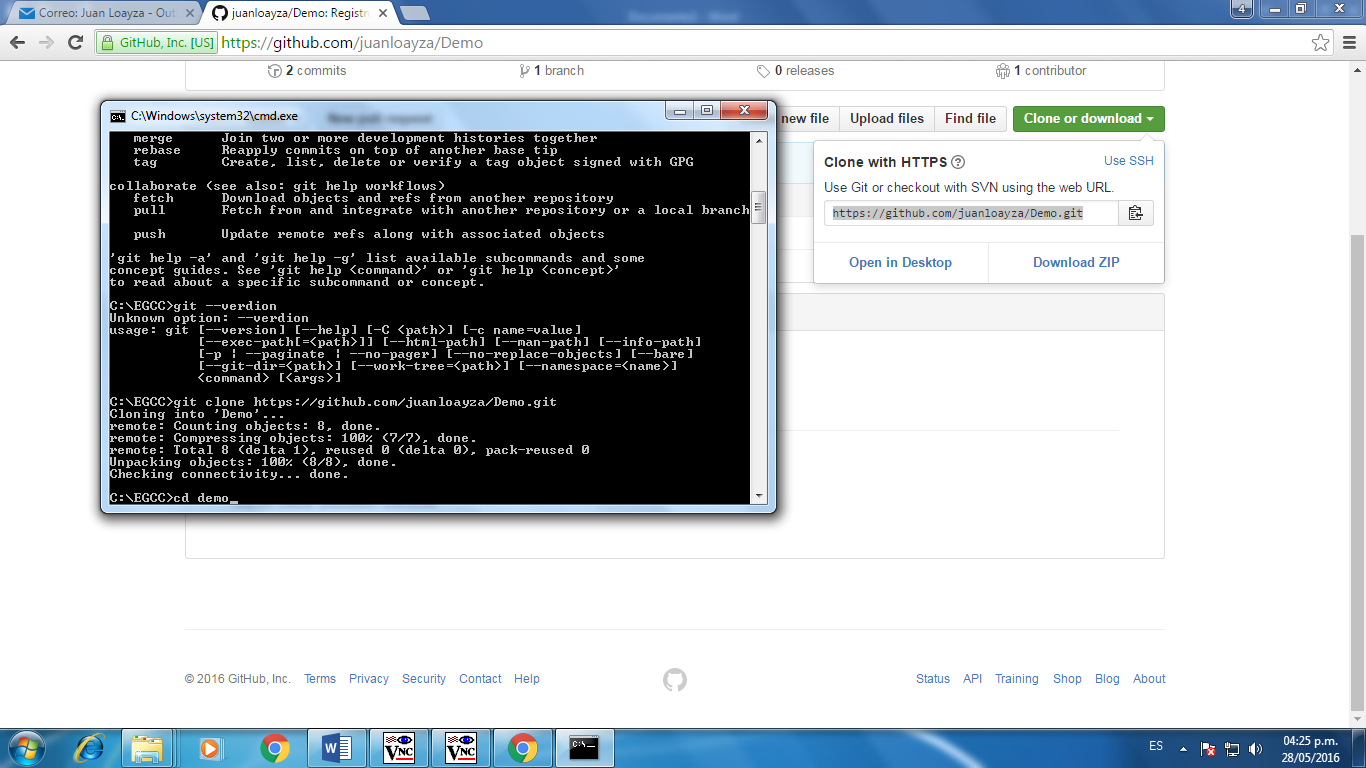 Correo: Juan Loayza - Out
juanloayza/Demo: Registr
4
GitHub, Inc. [US]
https://github.com/juanloayza/Demo
2 commits
1 branch
0 releases
1 contributor
C:\Windows\system32\cmd.exe
new file
Upload files
Find file
Clone or download
merge Join two or more development histories together
rebase Reapply commits on top of another base tip
tag Create, list, delete or verify a tag object signed with GPG
collaborate (see also: git help workflows)
fetch Download objects and refs from another repository
pull Fetch from and integrate with another repository or a local branch
push Update remote refs along with associated objects
'git help -a' and 'git help -g' list available subcommands and some
concept guides. See 'git help <command>' or 'git help <concept>'
to read about a specific subcommand or concept.
C:\EGCC>git --verdion
Unknown option: --verdion
usage: git [--version] [--help] [-C <path>] [-c name=value]
[--exec-path[=<path>]] [--html-path] [--man-path] [--info-path]
[-p ¦ --paginate ¦ --no-pager] [--no-replace-objects] [--bare]
[--git-dir=<path>] [--work-tree=<path>] [--namespace=<name>]
<command> [<args>]
C:\EGCC>git clone https://github.com/juanloayza/Demo.git
Cloning into 'Demo'...
remote: Counting objects: 8, done.
remote: Compressing objects: 100% (7/7), done.
remote: Total 8 (delta 1), reused 0 (delta 0), pack-reused 0
Unpacking objects: 100% (8/8), done.
Checking connectivity... done.
C:\EGCC>cd demo_
Clone with HTTPS ?
Use SSH
Use Git or checkout with SVN using the web URL.
https://github.com/juanloayza/Demo.git
Open in Desktop
Download ZIP
© 2016 GitHub, Inc. Terms Privacy Security Contact Help
Status API Training Shop Blog About
VNC
VNC
ES
04:25 p.m.
28/05/2016